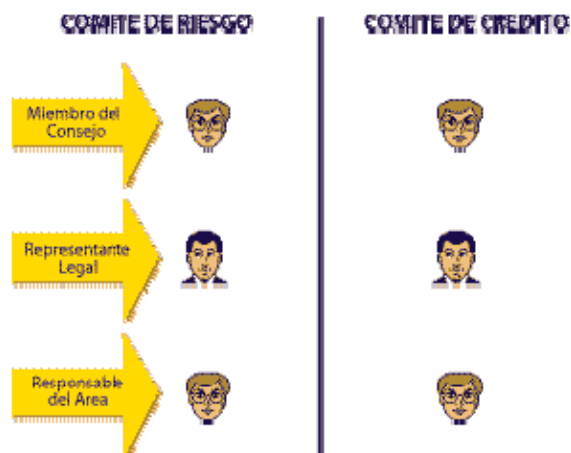 COMITE DE RIESGO
COMITE DE CREDITO
Miembro del
Consejo
Representante
Legal
Responsable
del Area